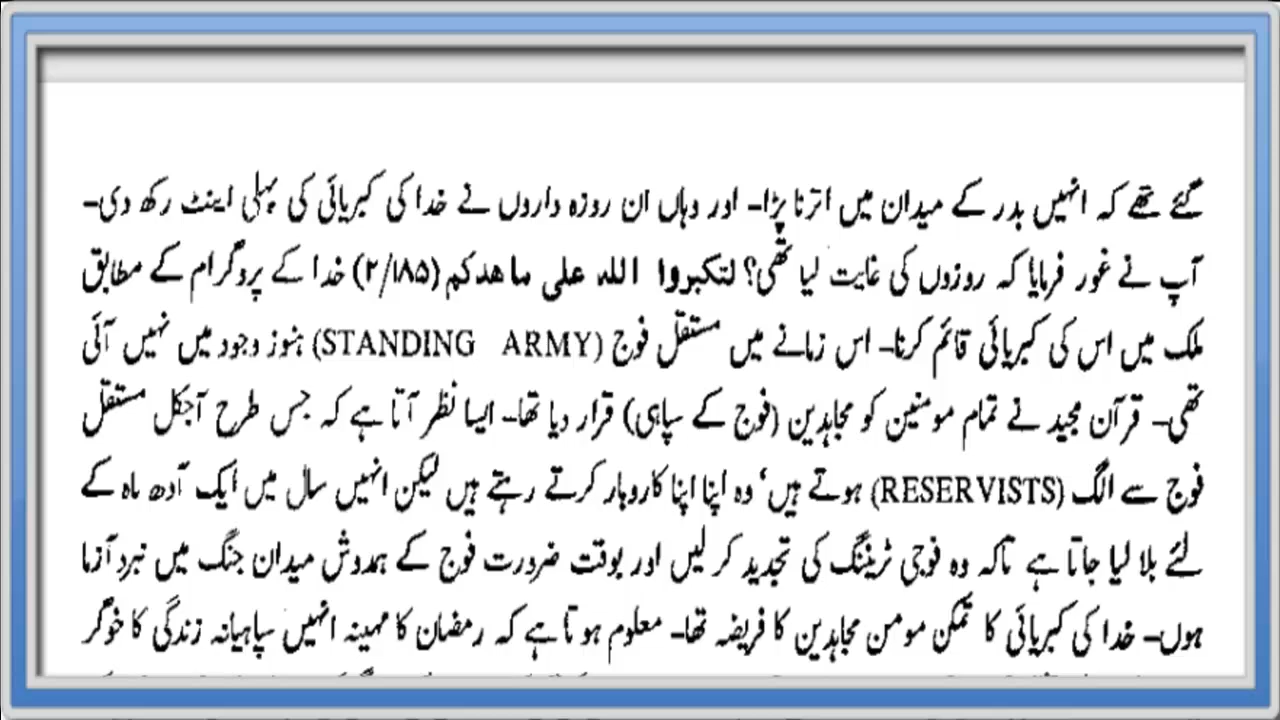 گئے تھے کہ انہیں بدر کے میدان میں اترنا پڑا۔ اور وہاں ان روزہ داروں نے خدا کی کبریائی کی پہلی اینٹ رکھ دی۔
آپ نے غور فرمایا کہ روزوں کی غایت کیا تھی؟ لتکبروا اللہ علی ما ھدکم (۲/۱۸۵) خدا کے پروگرام کے مطابق
ملک میں اس کی کبریائی قائم کرنا۔ اس زمانے میں مستقل فوج (STANDING ARMY) ہنوز وجود میں نہیں آئی
تھی۔ قرآن مجید نے تمام مومنین کو مجاہدین (فوج کے سپاہی) قرار دیا تھا۔ ایسا نظر آتا ہے کہ جس طرح آجکل مستقل
فوج سے الگ (RESERVISTS) ہوتے ہیں‘ وہ اپنا اپنا کاروبار کرتے رہتے ہیں لیکن انہیں سال میں ایک آدھ ماہ کے
لئے بلا لیا جاتا ہے تاکہ وہ فوجی ٹریننگ کی تجدید کر لیں اور بوقت ضرورت فوج کے ہمدوش میدان جنگ میں نبرد آزما
ہوں۔ خدا کی کبریائی کا تمکن مومن مجاہدین کا فریضہ تھا۔ معلوم ہوتا ہے کہ رمضان کا مہینہ انہیں سپاہیانہ زندگی کا خوگر